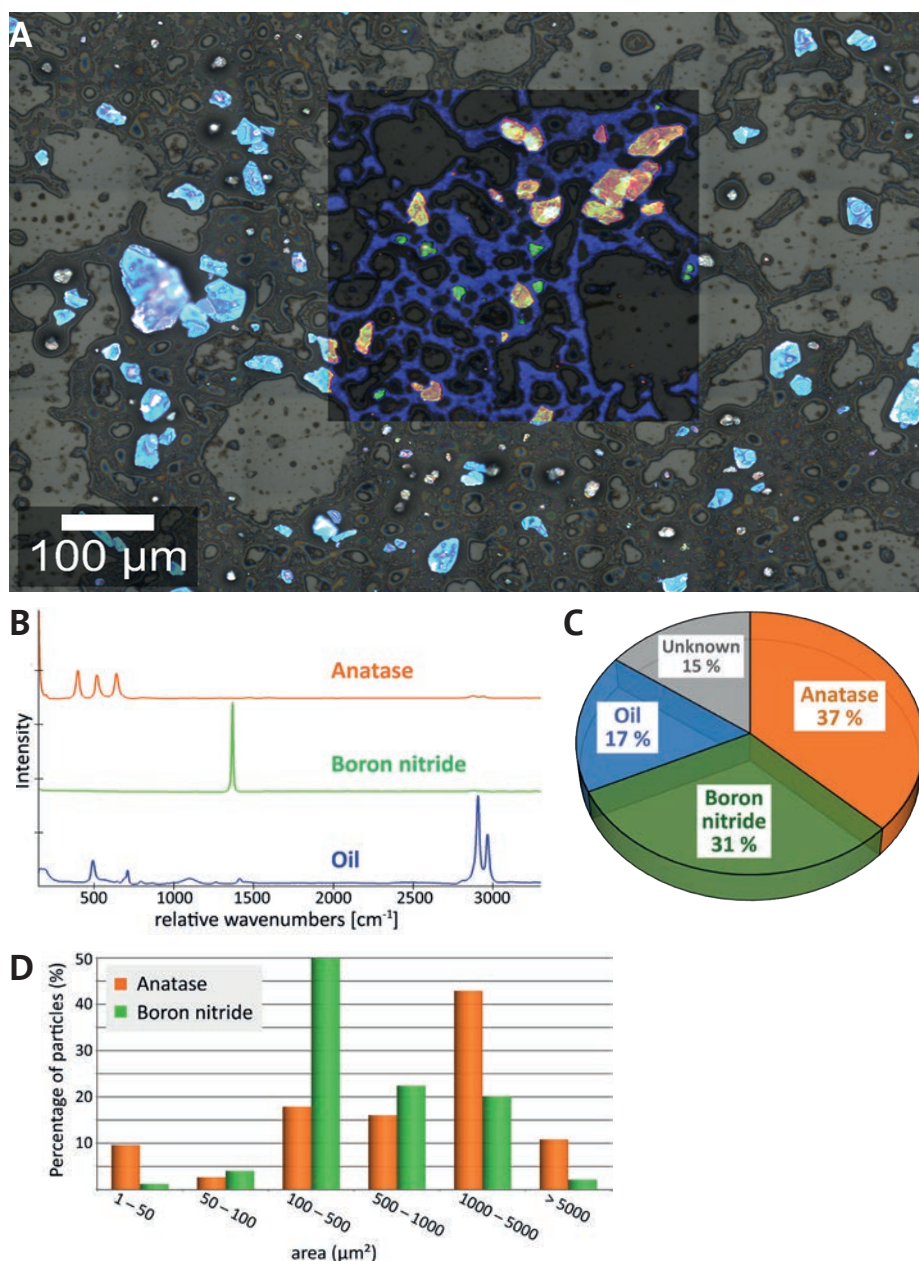 A
100 µm
B
Anatase
Boron nitride
Oil
Intensity
500
1000
1500
2000
2500
3000
relative wavenumbers [cm⁻¹]
C
Unknown
15 %
Anatase
37 %
Oil
17 %
Boron
nitride
31 %
D
Percentage of particles (%)
50
40
30
20
10
Anatase
Boron nitride
1 – 50
50 – 100
100 – 500
500 – 1000
1000 – 5000
> 5000
area (µm²)